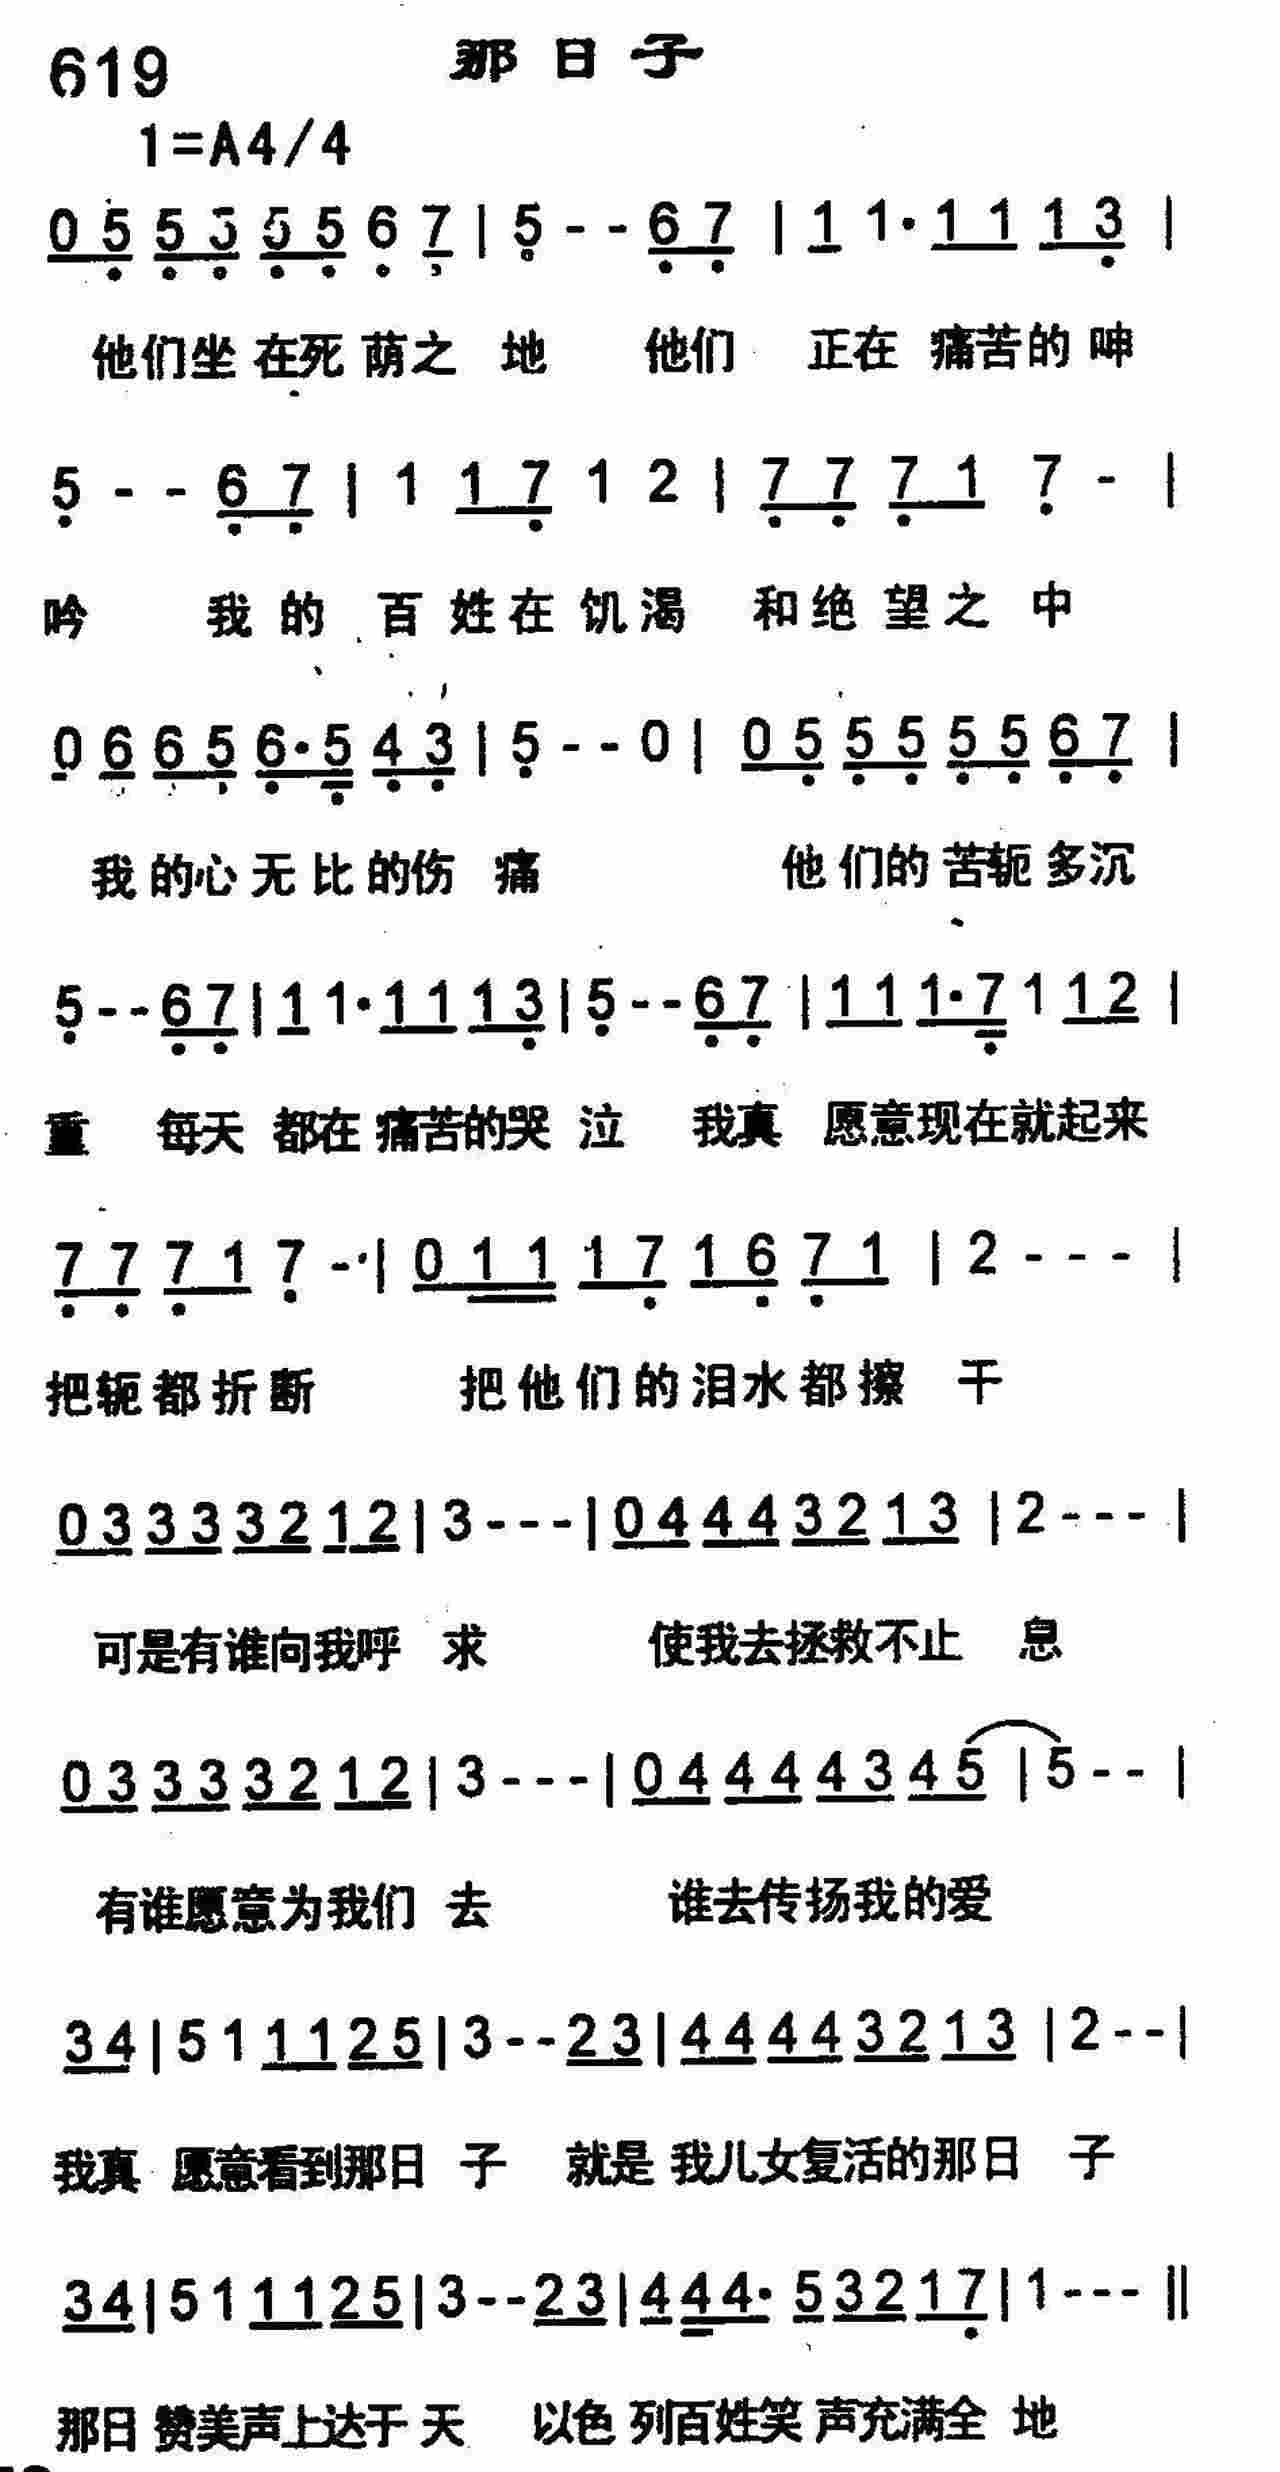 619 那日子
1=A4/4
0 5 5 5 5 5 6 7 | 5 - - 6 7 | 1 1· 1 1 1 3 |
他们坐在死荫之地 他们 正在痛苦的呻
5 - - 6 7 | 1 1 7 1 2 | 7 7 7 1 7 - |
吟 我的百姓在饥渴 和绝望之中
0 6 6 5 6·5 4 3 | 5 - - 0 | 0 5 5 5 5 5 6 7 |
我的心无比的伤痛 他们的苦轭多沉
5 - - 6 7 | 1 1· 1 1 1 3 | 5 - - 6 7 | 1 1 1·7 1 1 2 |
重 每天都在痛苦的哭泣 我真愿意现在就起来
7 7 7 1 7 -·| 0 1 1 1 7 1 6 7 1 | 2 - - - |
把轭都折断 把他们的泪水都擦干
0 3 3 3 3 2 1 2 | 3 - - - | 0 4 4 4 3 2 1 3 | 2 - - - |
可是有谁向我呼求 使我去拯救不止息
0 3 3 3 3 2 1 2 | 3 - - - | 0 4 4 4 4 3 4 5 | 5 - - |
有谁愿意为我们去 谁去传扬我的爱
3 4 | 5 1 1 1 2 5 | 3 - - 2 3 | 4 4 4 4 3 2 1 3 | 2 - - |
我真愿意看到那日子 就是我儿女复活的那日子
3 4 | 5 1 1 1 2 5 | 3 - - 2 3 | 4 4 4· 5 3 2 1 7 | 1 - - - ‖
那日赞美声上达于天 以色列百姓笑声充满全地